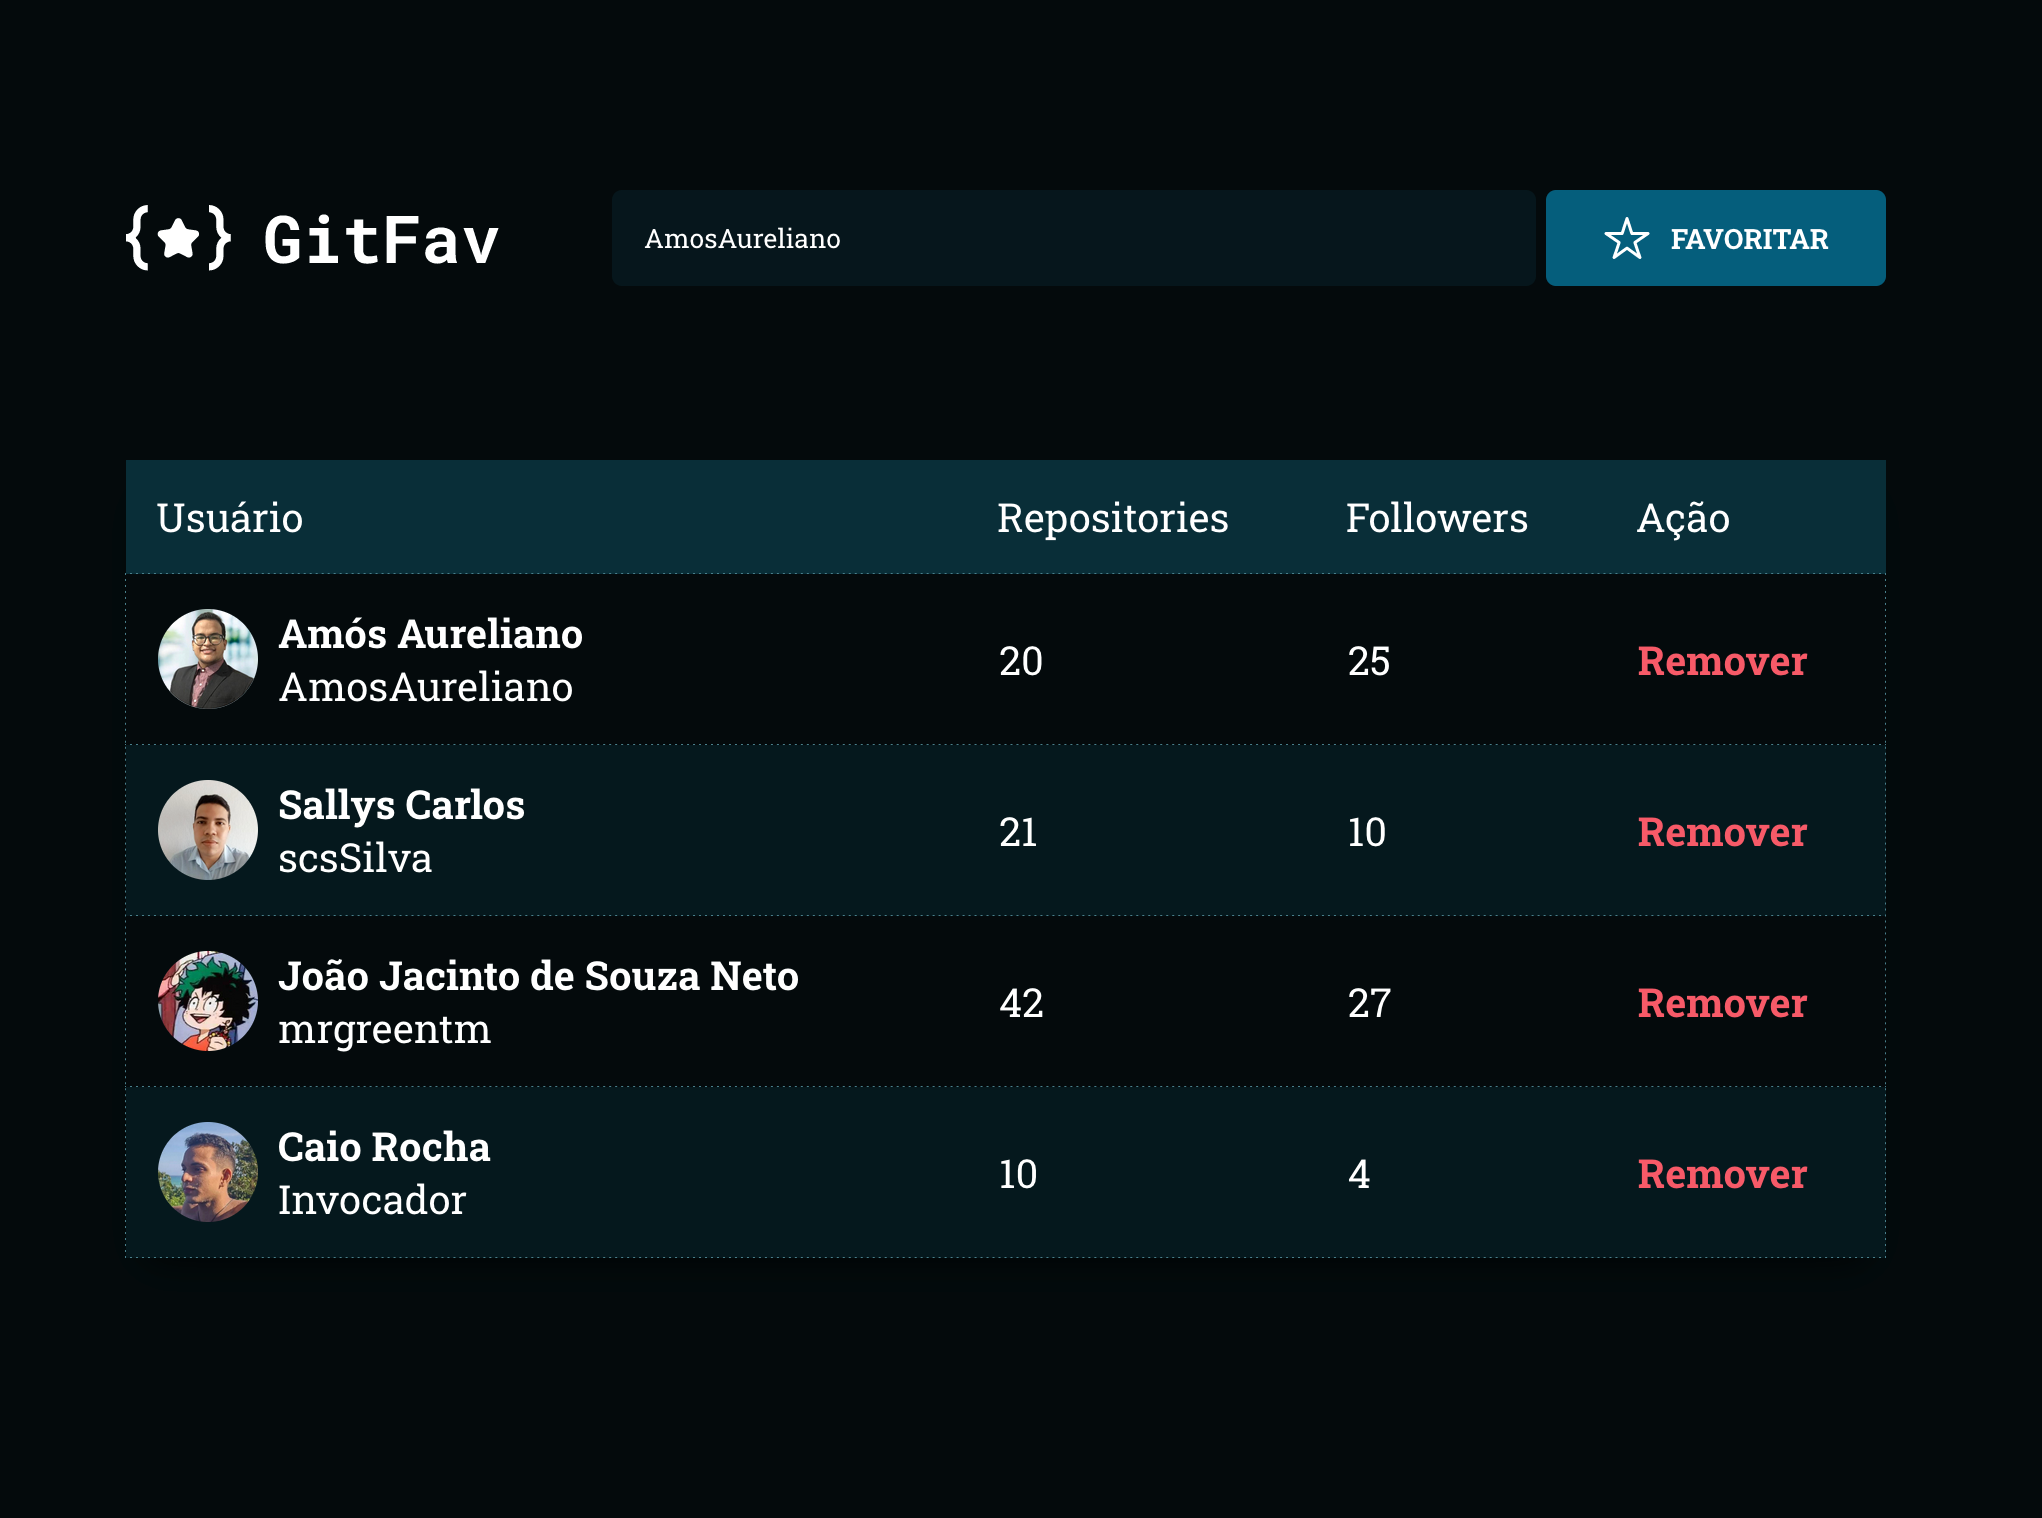 GitFav
AmosAureliano
FAVORITAR
Usuário Repositories Followers Ação
Amós Aureliano
AmosAureliano
20 25 Remover
Sallys Carlos
scsSilva
21 10 Remover
João Jacinto de Souza Neto
mrgreentm
42 27 Remover
Caio Rocha
Invocador
10 4 Remover